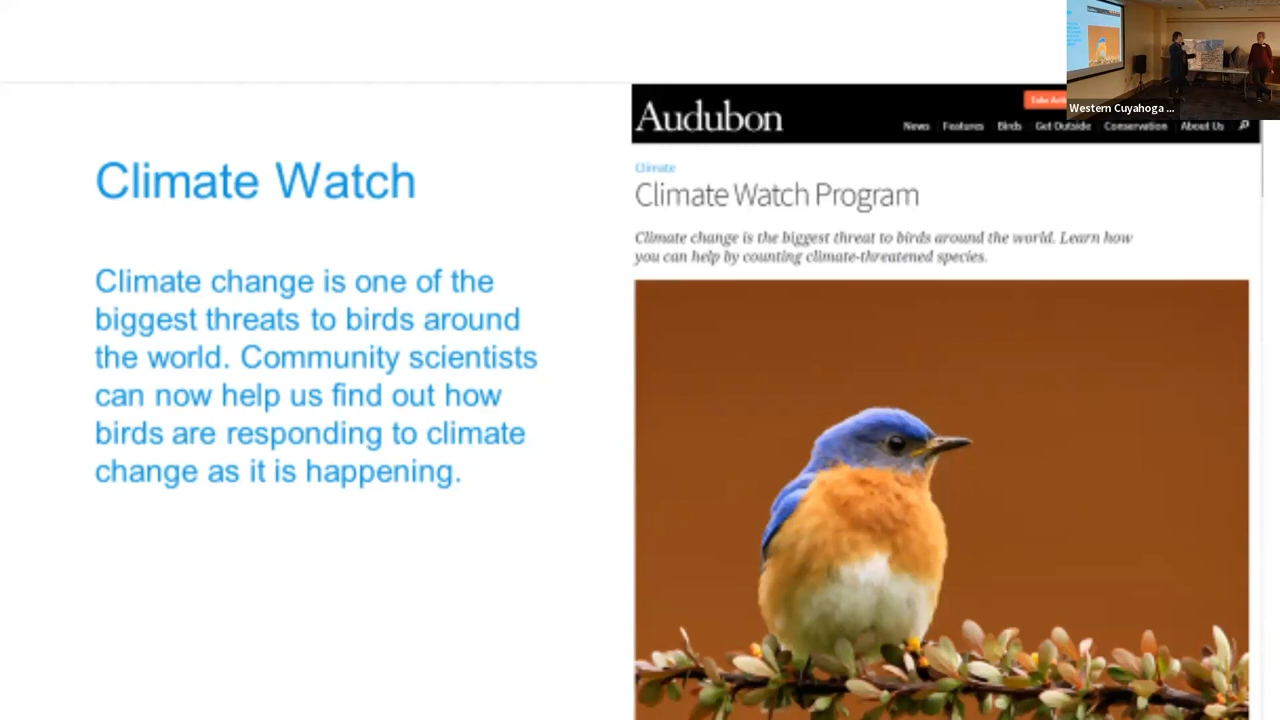 Climate Watch
Climate change is one of the
biggest threats to birds around
the world. Community scientists
can now help us find out how
birds are responding to climate
change as it is happening.
Audubon
News Features Birds Get Outside Conservation About Us
Climate
Climate Watch Program
Climate change is the biggest threat to birds around the world. Learn how
you can help by counting climate-threatened species.
Western Cuyahoga ...